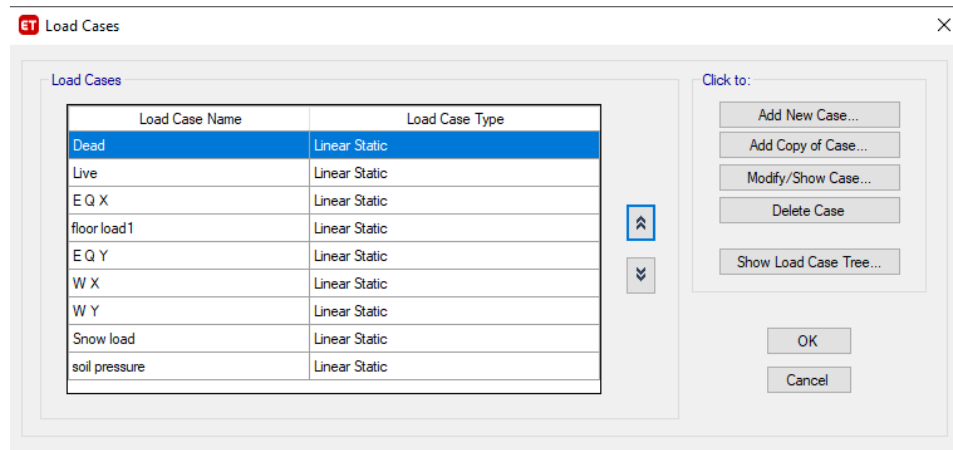 ET Load Cases
Load Cases
Load Case Name Load Case Type
Dead Linear Static
Live Linear Static
E Q X Linear Static
floor load1 Linear Static
E Q Y Linear Static
W X Linear Static
W Y Linear Static
Snow load Linear Static
soil pressure Linear Static
Click to:
Add New Case...
Add Copy of Case...
Modify/Show Case...
Delete Case
Show Load Case Tree...
OK
Cancel